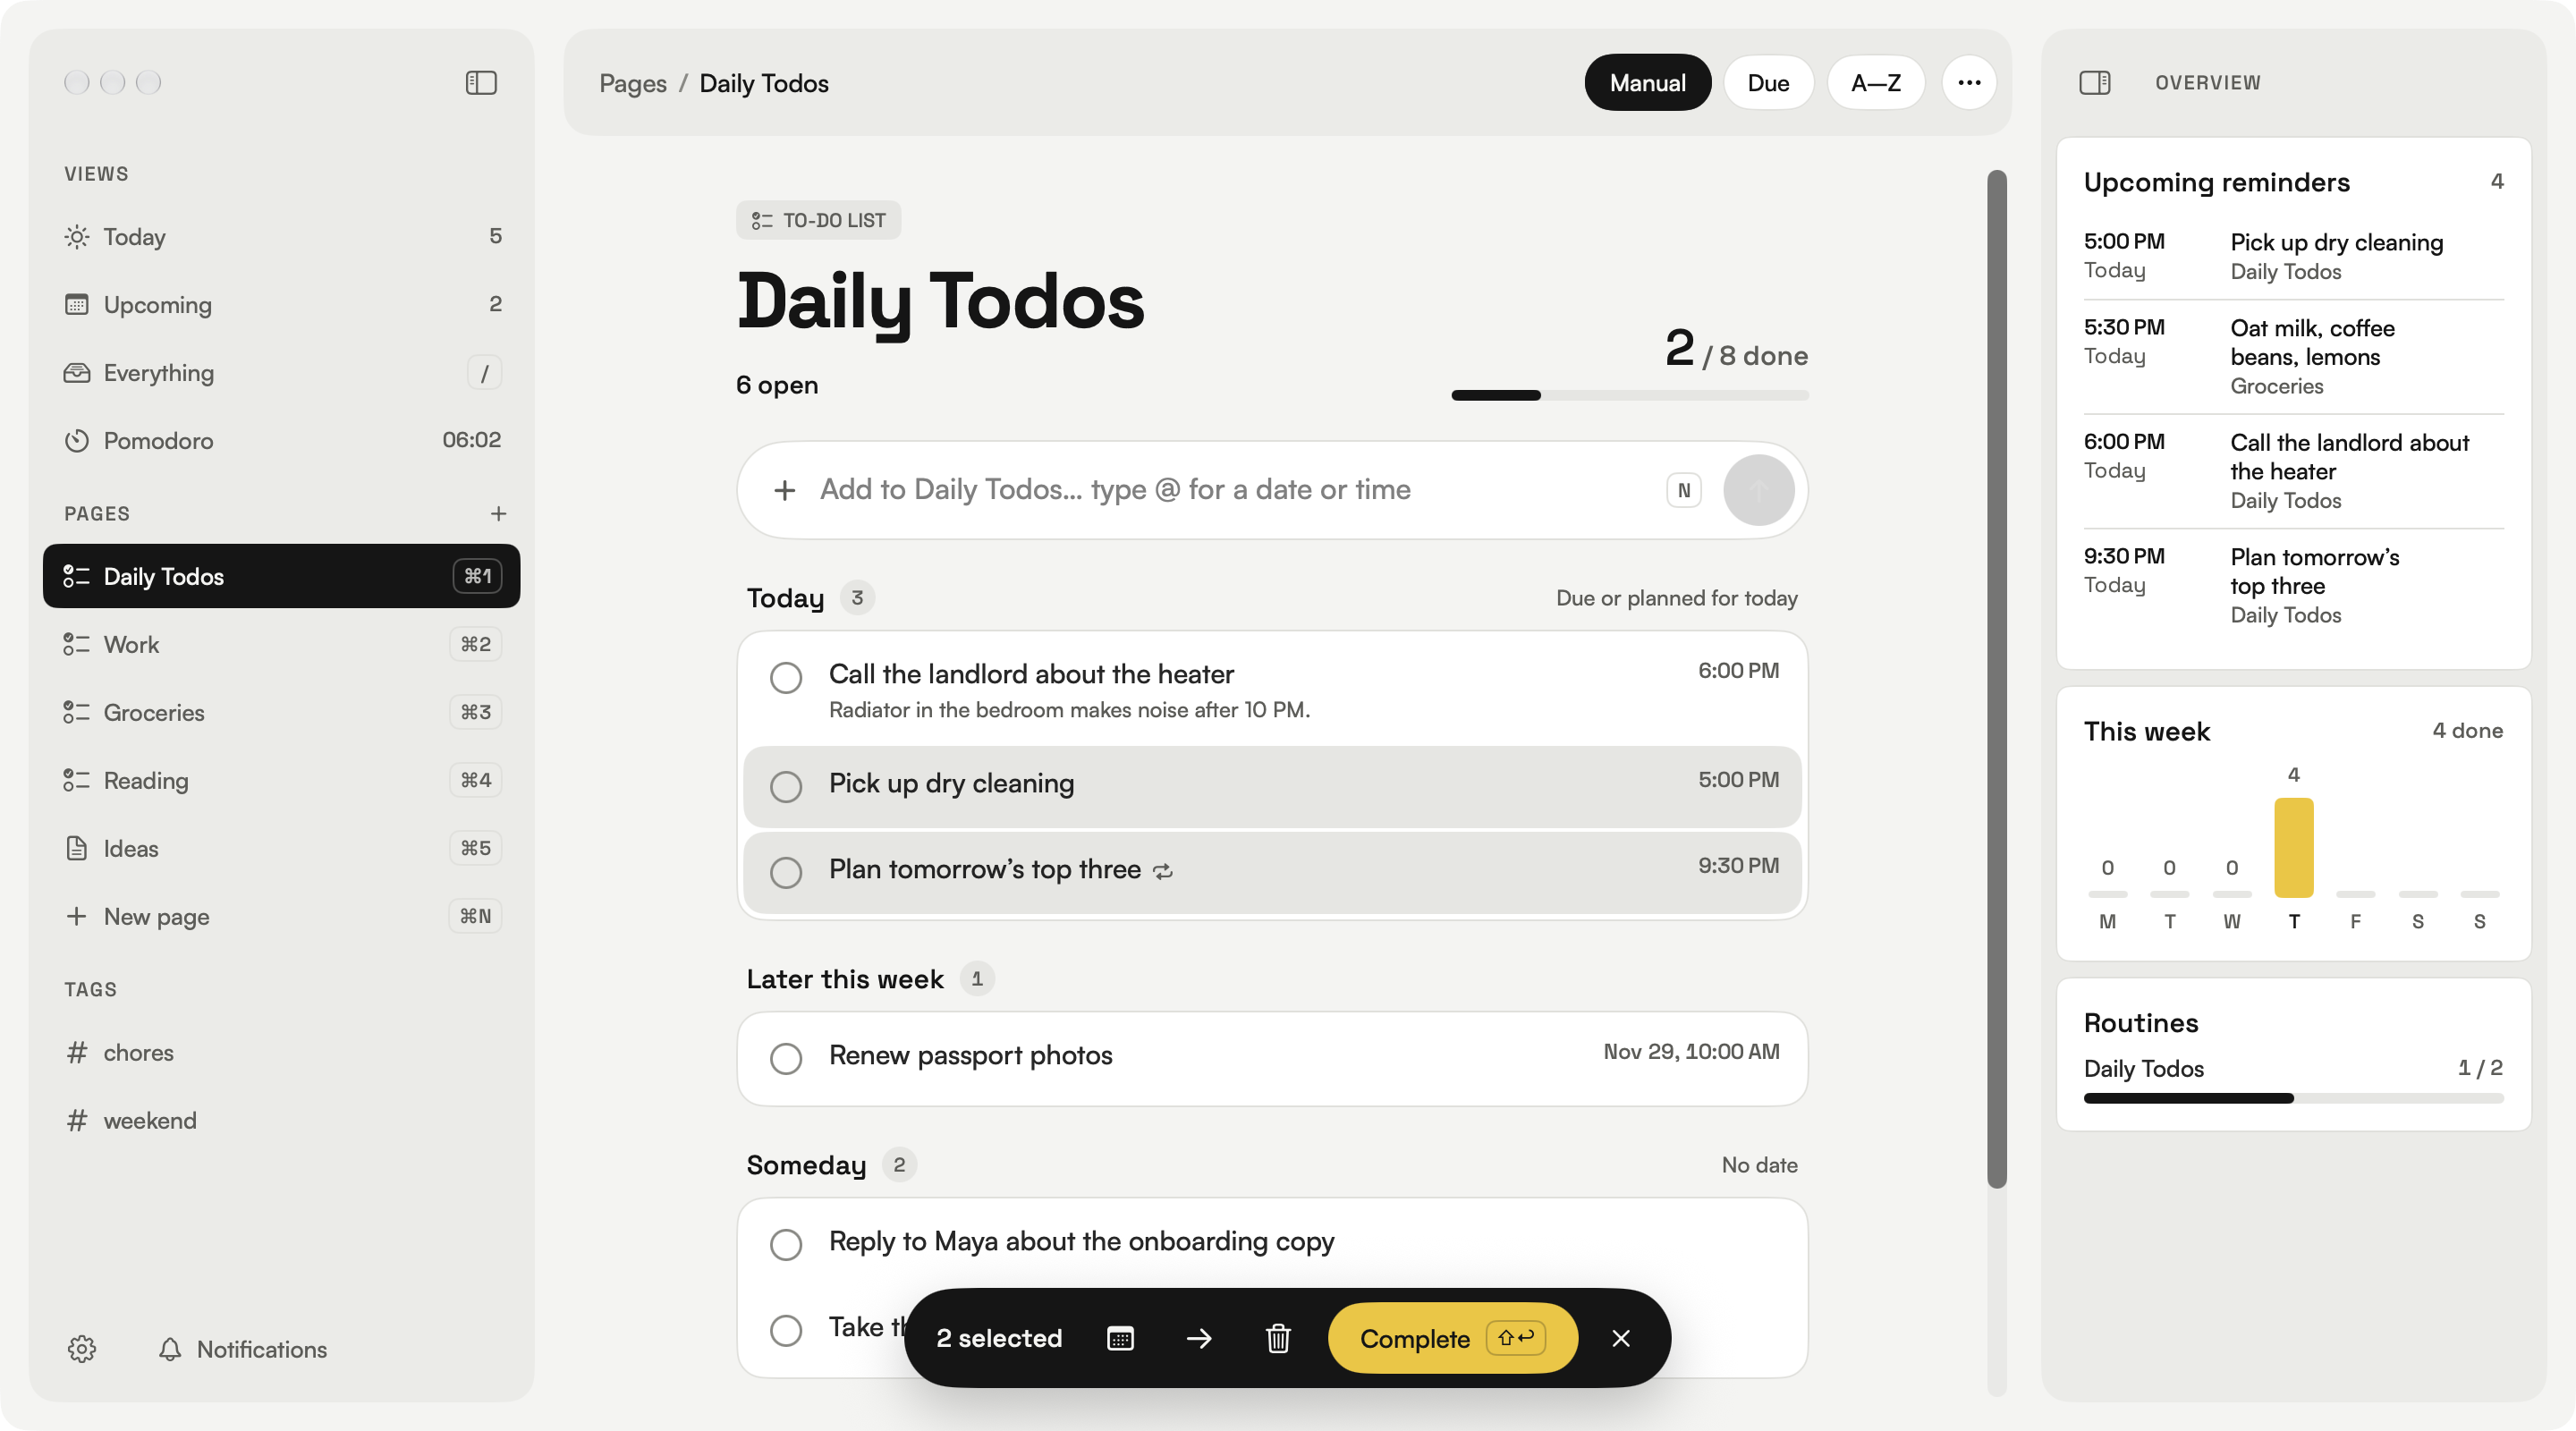 VIEWS
Today 5
Upcoming 2
Everything /
Pomodoro 06:02
PAGES +
Daily Todos ⌘1
Work ⌘2
Groceries ⌘3
Reading ⌘4
Ideas ⌘5
New page ⌘N
TAGS
# chores
# weekend
Notifications
Pages / Daily Todos
Manual Due A—Z
TO-DO LIST
Daily Todos
6 open
2 / 8 done
Add to Daily Todos... type @ for a date or time N
Today 3 Due or planned for today
Call the landlord about the heater 6:00 PM
Radiator in the bedroom makes noise after 10 PM.
Pick up dry cleaning 5:00 PM
Plan tomorrow’s top three 9:30 PM
Later this week 1
Renew passport photos Nov 29, 10:00 AM
Someday 2 No date
Reply to Maya about the onboarding copy
Take
2 selected Complete ⇧↩
OVERVIEW
Upcoming reminders 4
5:00 PM Pick up dry cleaning
Today Daily Todos
5:30 PM Oat milk, coffee
Today beans, lemons
Groceries
6:00 PM Call the landlord about
Today the heater
Daily Todos
9:30 PM Plan tomorrow’s
Today top three
Daily Todos
This week 4 done
4
0 0 0
M T W T F S S
Routines
Daily Todos 1 / 2